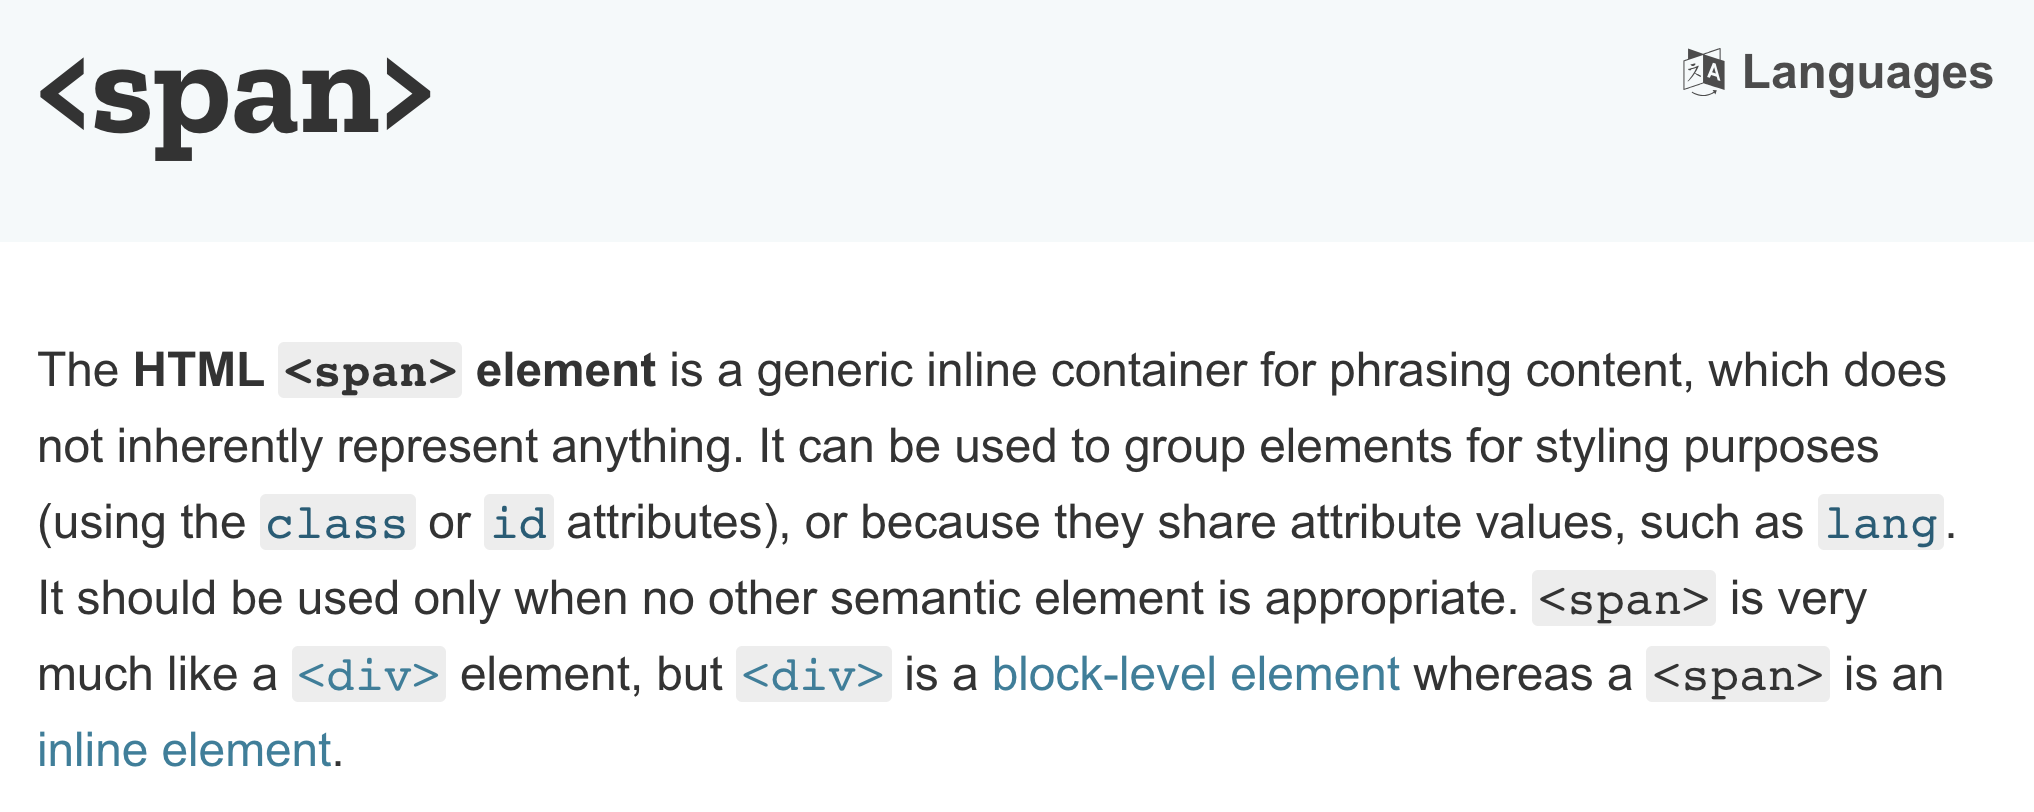 <span>
Languages
The HTML <span> element is a generic inline container for phrasing content, which does
not inherently represent anything. It can be used to group elements for styling purposes
(using the class or id attributes), or because they share attribute values, such as lang.
It should be used only when no other semantic element is appropriate. <span> is very
much like a <div> element, but <div> is a block-level element whereas a <span> is an
inline element.